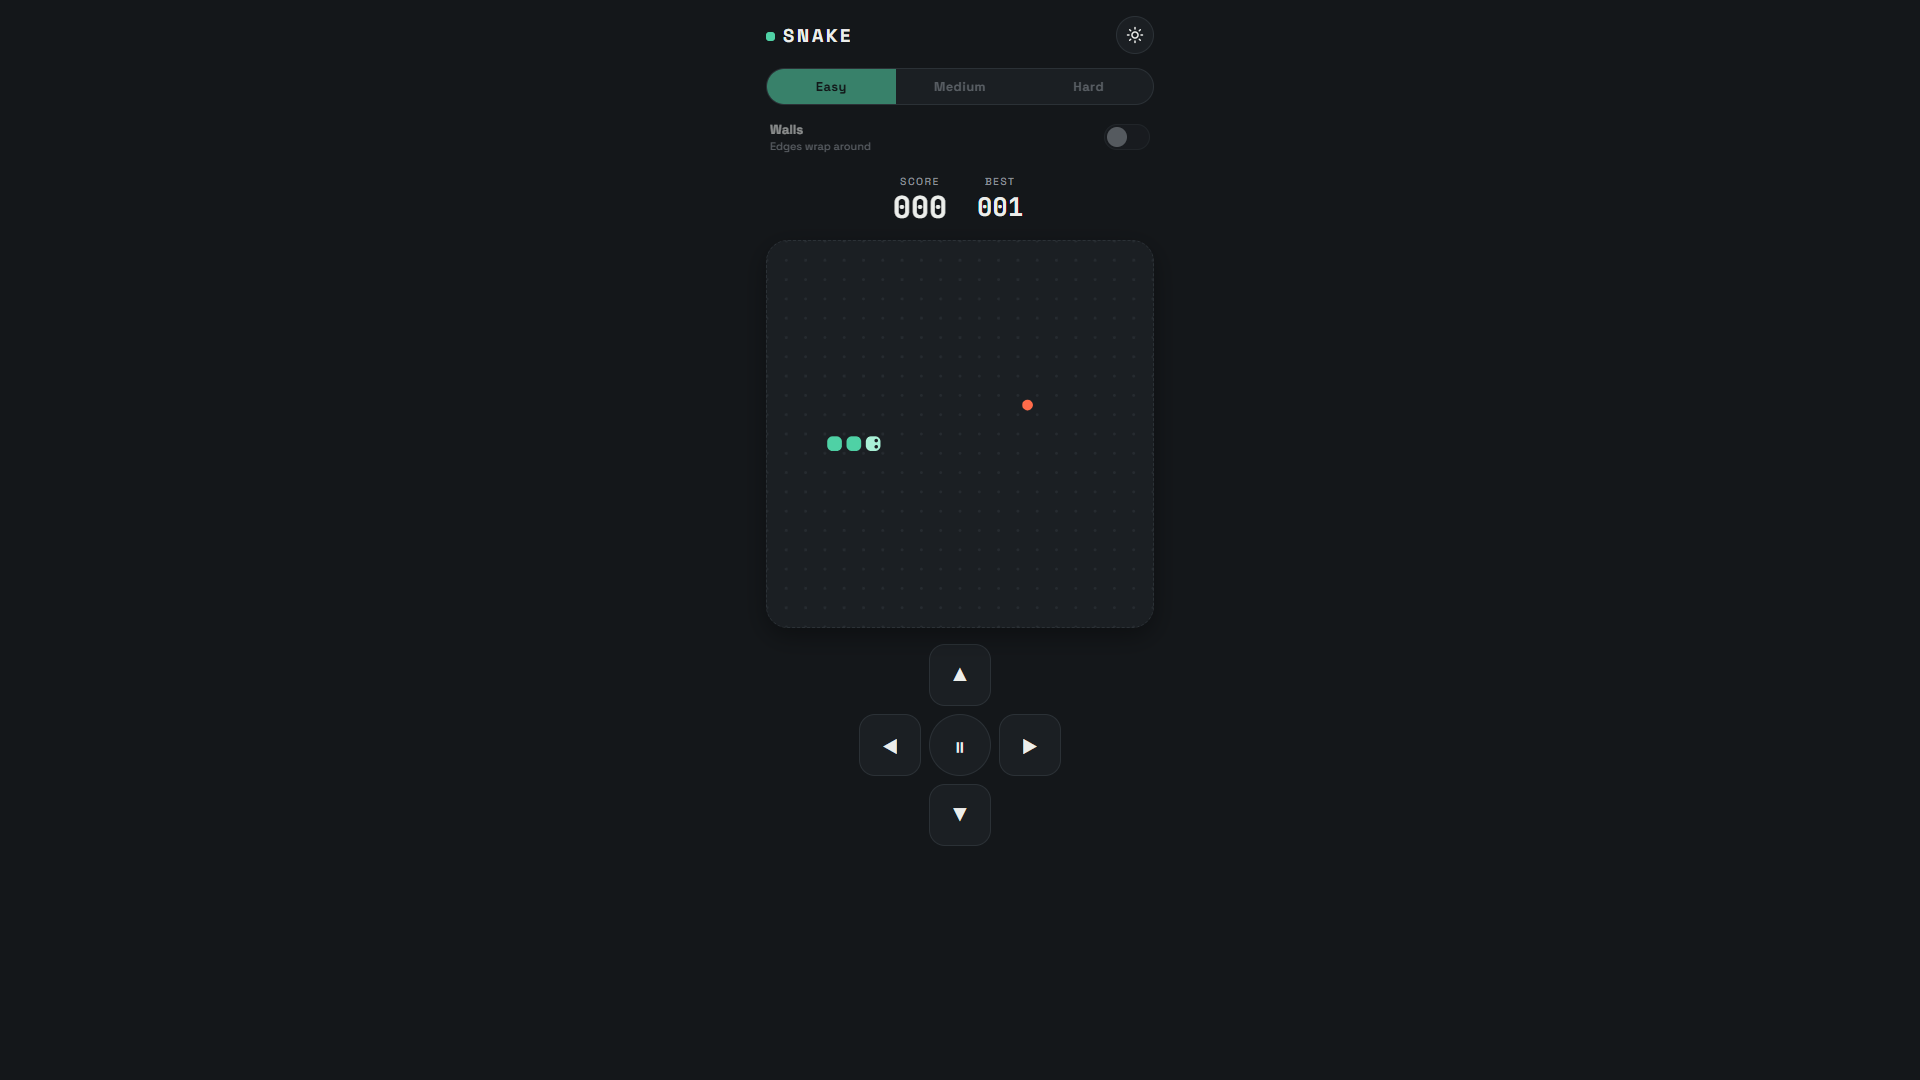 SNAKE
Easy Medium Hard
Walls
Edges wrap around
SCORE BEST
000 001